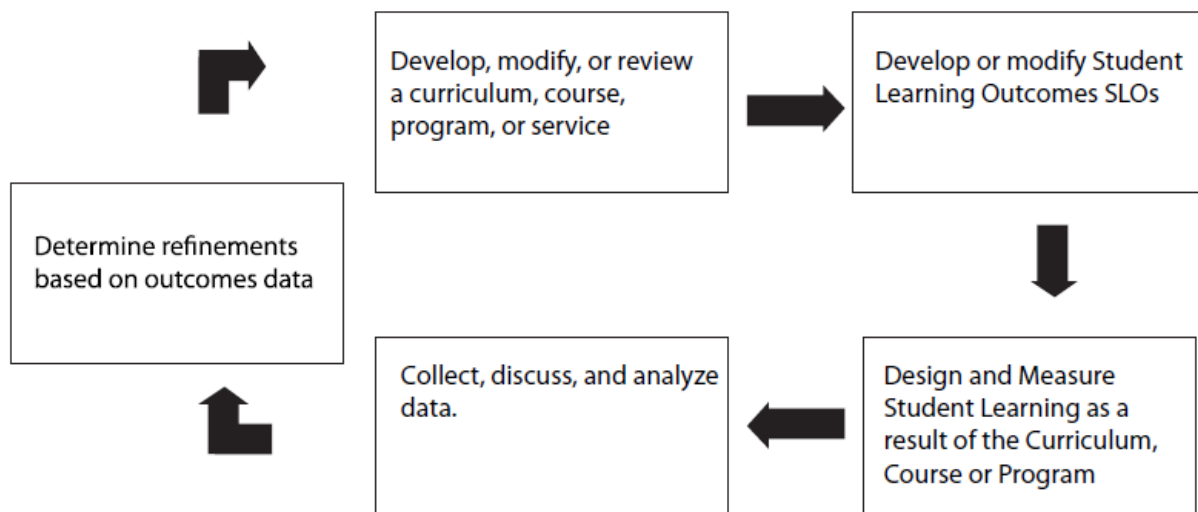 Develop, modify, or review
a curriculum, course,
program, or service
Develop or modify Student
Learning Outcomes SLOs
Design and Measure
Student Learning as a
result of the Curriculum,
Course or Program
Collect, discuss, and analyze
data.
Determine refinements
based on outcomes data